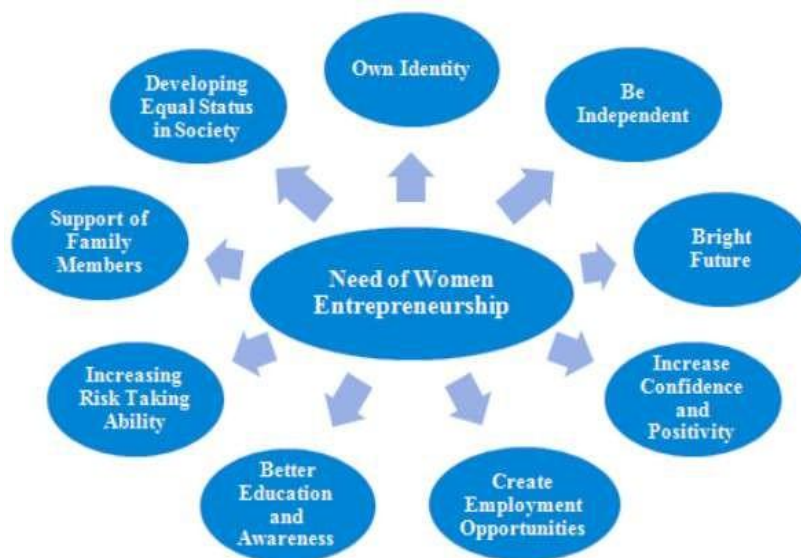 Own Identity
Be
Independent
Bright
Future
Increase
Confidence
and
Positivity
Create
Employment
Opportunities
Better
Education
and
Awareness
Increasing
Risk Taking
Ability
Support of
Family
Members
Developing
Equal Status
in Society
Need of Women
Entrepreneurship